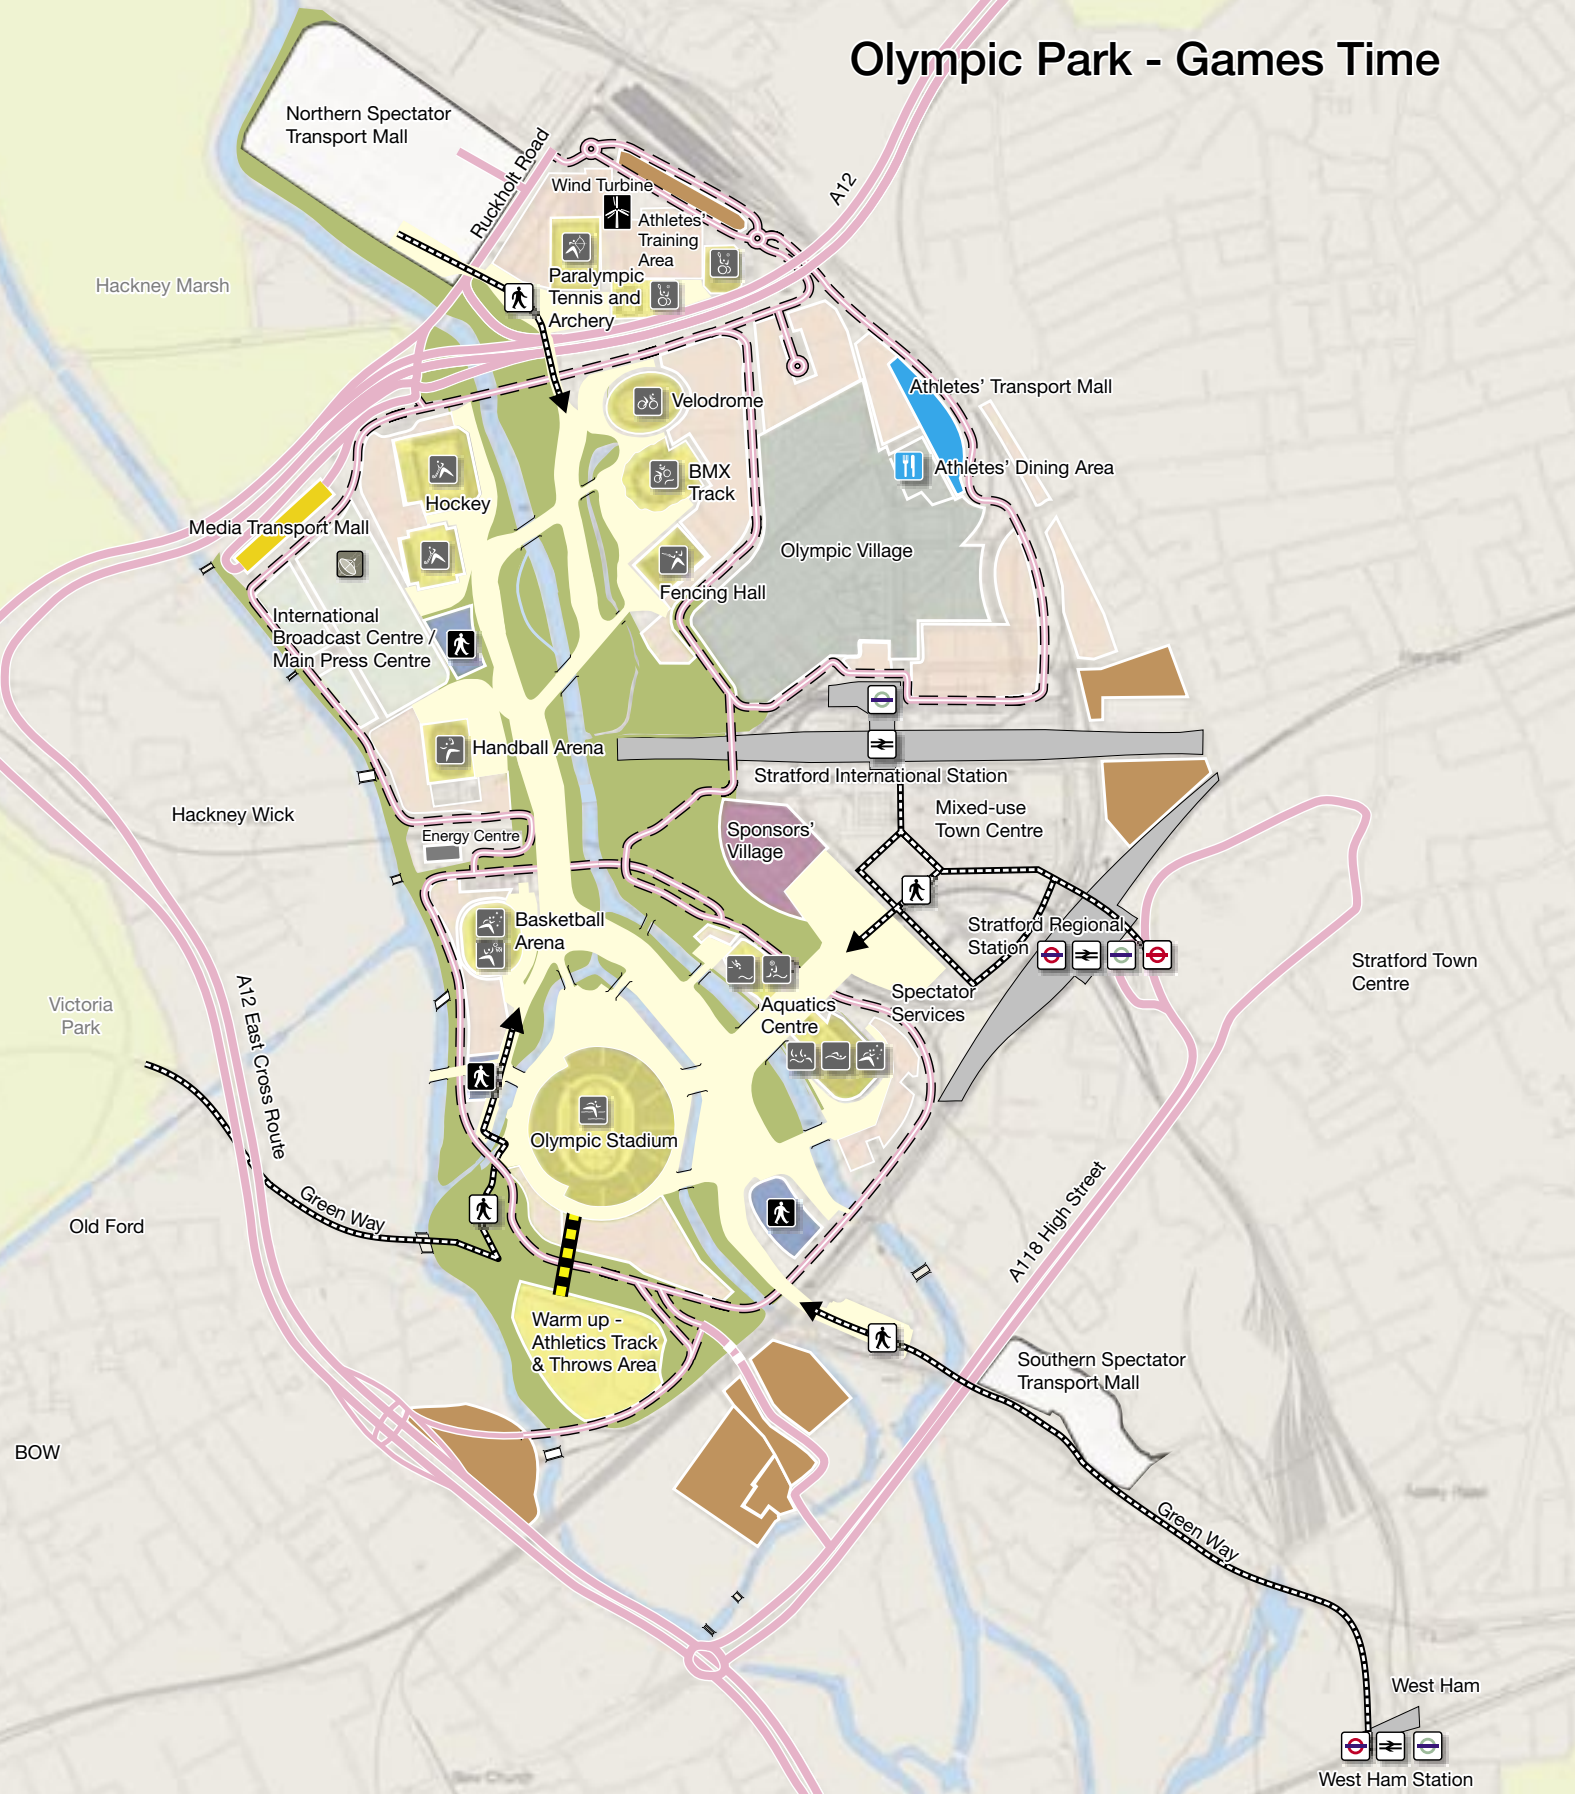 Olympic Park - Games Time
Northern Spectator
Transport Mall
Ruckholt Road
Wind Turbine
Athletes'
Training
Area
A12
Paralympic
Tennis and
Archery
Hackney Marsh
Velodrome
Athletes' Transport Mall
BMX
Track
Athletes' Dining Area
Hockey
Media Transport Mall
Olympic Village
Fencing Hall
International
Broadcast Centre /
Main Press Centre
Handball Arena
Stratford International Station
Hackney Wick
Energy Centre
Sponsors'
Village
Mixed-use
Town Centre
Basketball
Arena
Stratford Regional
Station
Stratford Town
Centre
Spectator
Services
Aquatics
Centre
Victoria
Park
A12 East Cross Route
Olympic Stadium
Green Way
Old Ford
A118 High Street
Warm up -
Athletics Track
& Throws Area
Southern Spectator
Transport Mall
BOW
Green Way
West Ham
West Ham Station